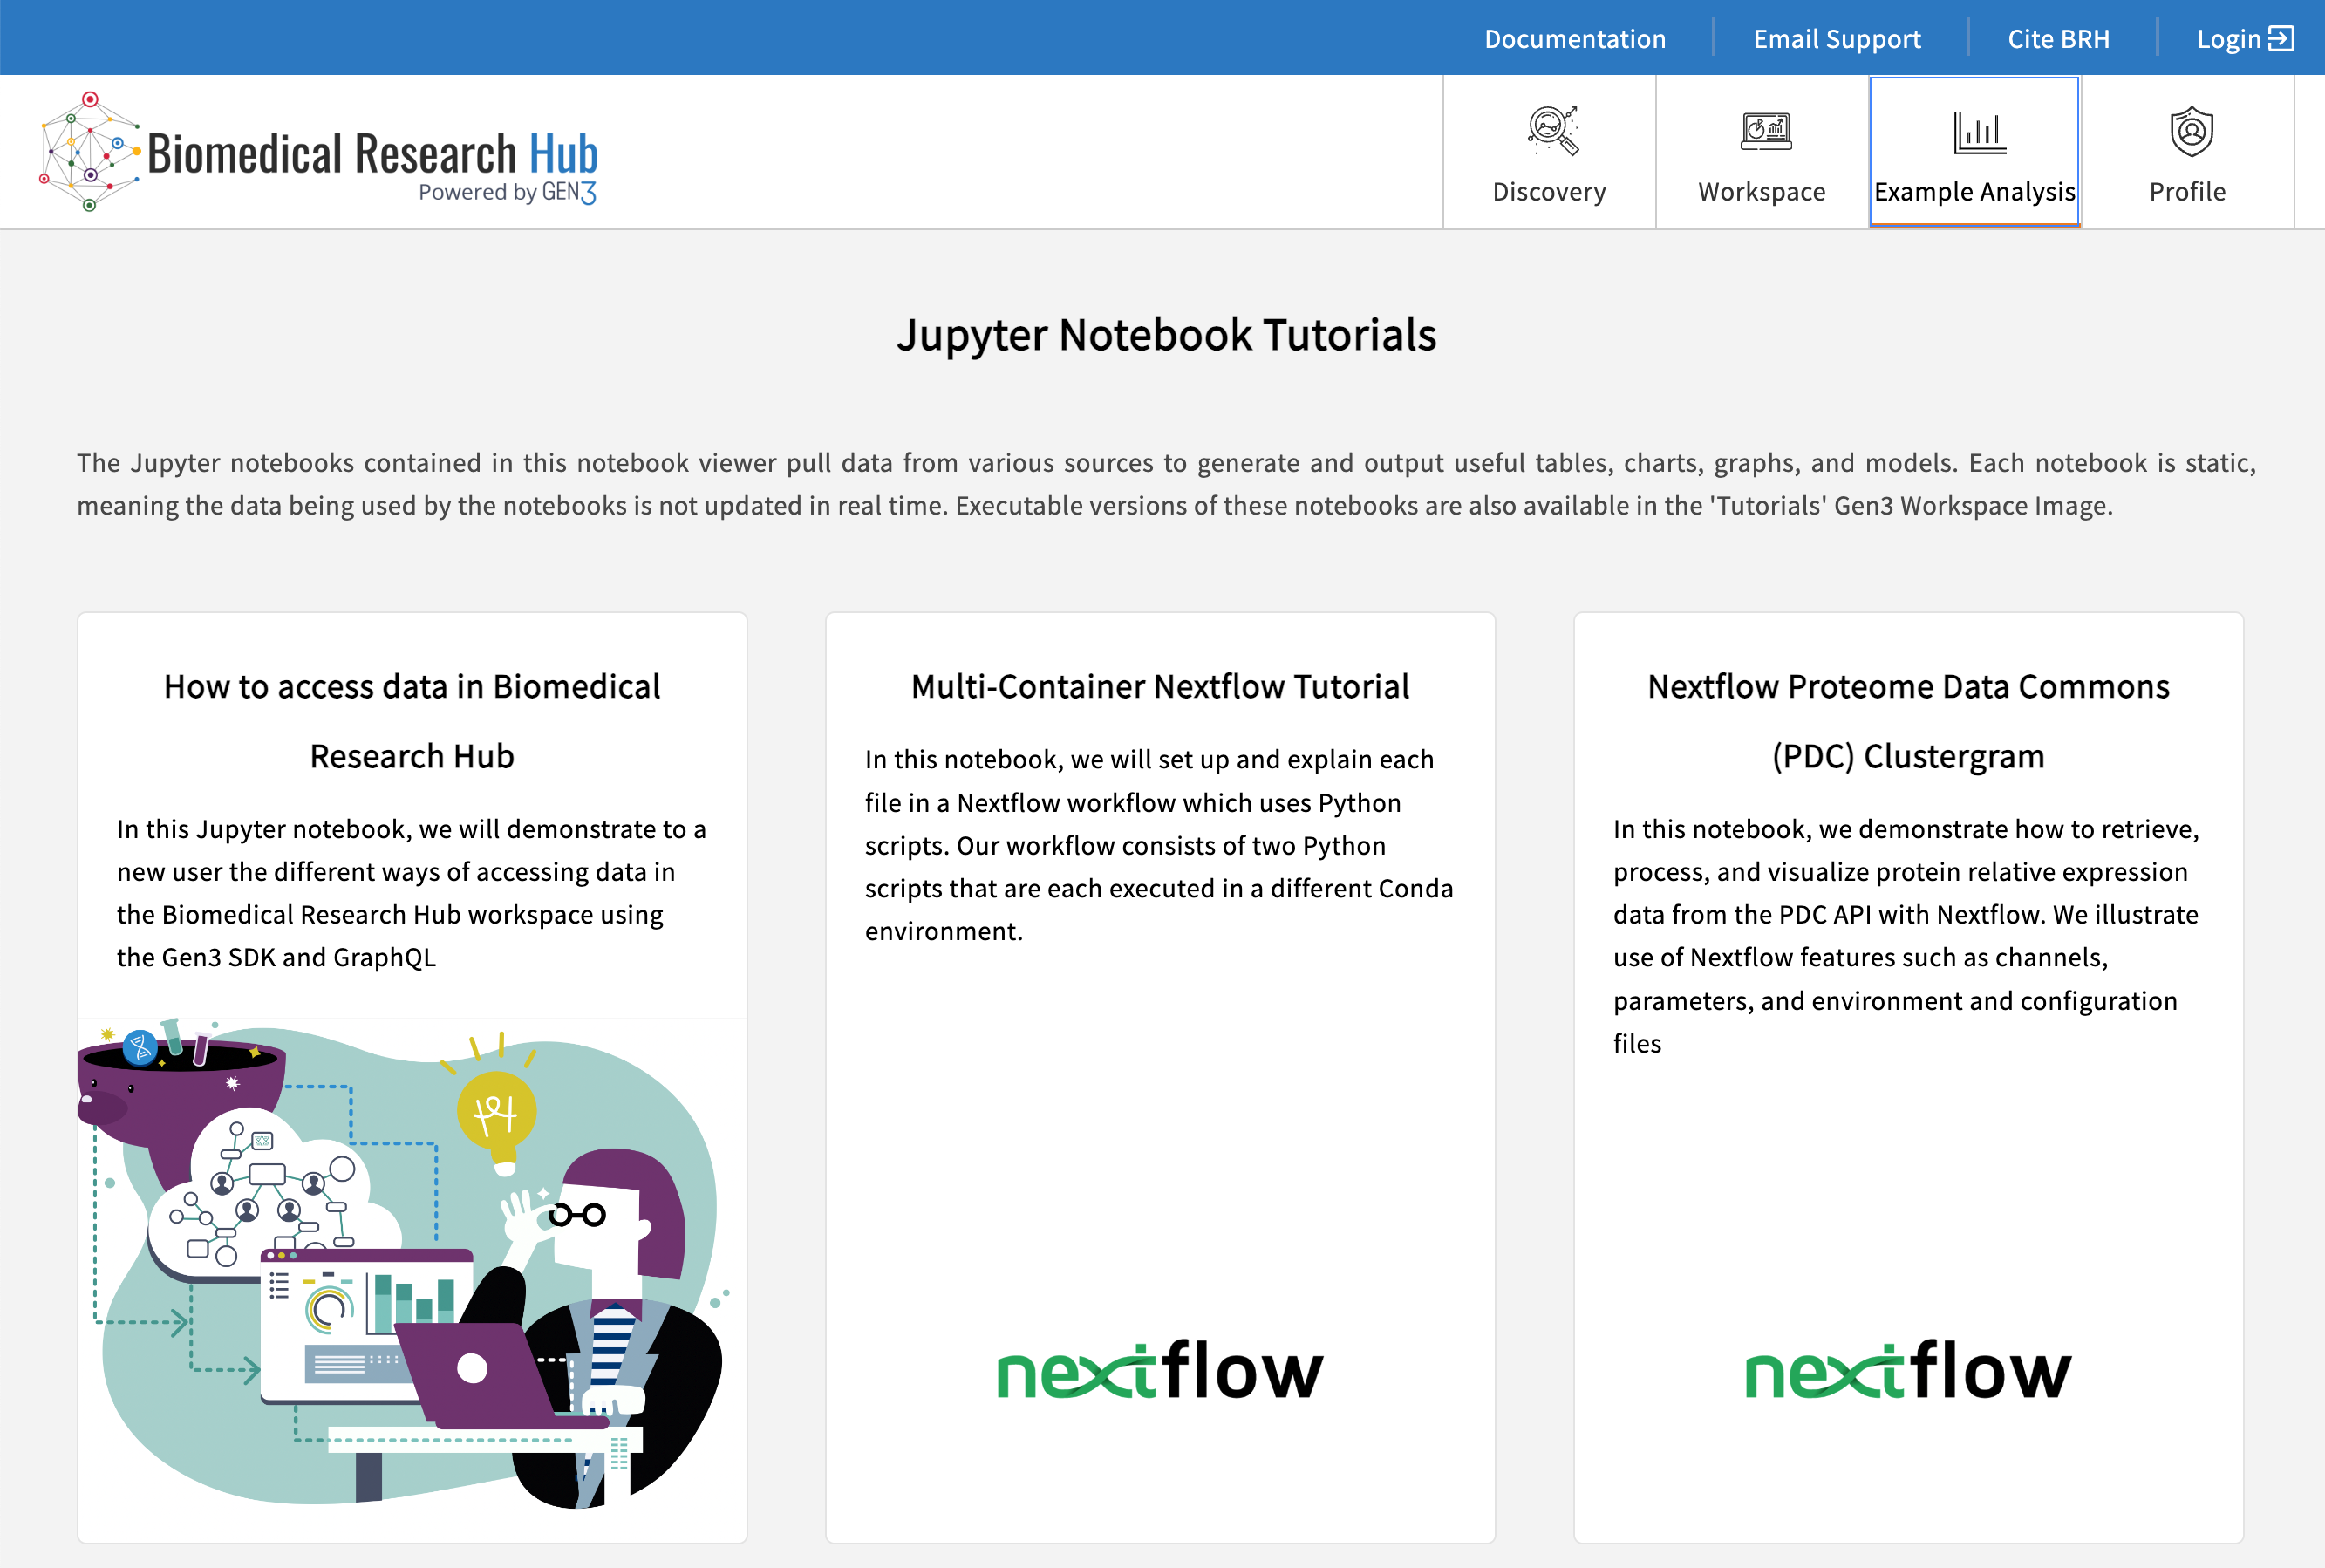 Documentation
Email Support
Cite BRH
Login
Biomedical Research Hub
Powered by GEN3
Discovery
Workspace
Example Analysis
Profile
Jupyter Notebook Tutorials
The Jupyter notebooks contained in this notebook viewer pull data from various sources to generate and output useful tables, charts, graphs, and models. Each notebook is static,
meaning the data being used by the notebooks is not updated in real time. Executable versions of these notebooks are also available in the 'Tutorials' Gen3 Workspace Image.
How to access data in Biomedical
Research Hub
In this Jupyter notebook, we will demonstrate to a
new user the different ways of accessing data in
the Biomedical Research Hub workspace using
the Gen3 SDK and GraphQL
Multi-Container Nextflow Tutorial
In this notebook, we will set up and explain each
file in a Nextflow workflow which uses Python
scripts. Our workflow consists of two Python
scripts that are each executed in a different Conda
environment.
nextflow
Nextflow Proteome Data Commons
(PDC) Clustergram
In this notebook, we demonstrate how to retrieve,
process, and visualize protein relative expression
data from the PDC API with Nextflow. We illustrate
use of Nextflow features such as channels,
parameters, and environment and configuration
files
nextflow